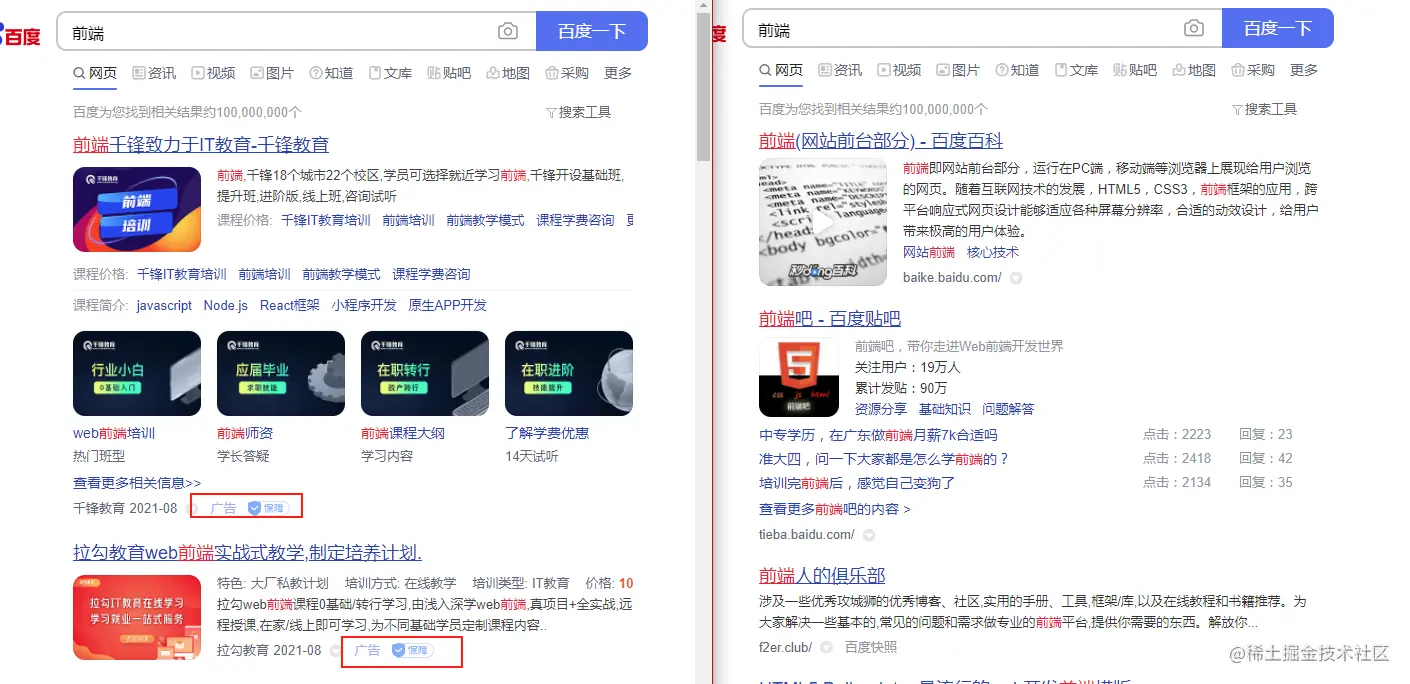 百度
前端
百度一下
网页 资讯 视频 图片 知道 文库 贴吧 地图 采购 更多
百度为您找到相关结果约100,000,000个
搜索工具
前端千锋致力于IT教育-千锋教育
千锋教育
前端
培训
前端,千锋18个城市22个校区,学员可选择就近学习前端,千锋开设基础班,
提升班,进阶版,线上班,咨询试听
课程价格: 千锋IT教育培训 前端培训 前端教学模式 课程学费咨询
课程价格: 千锋IT教育培训 前端培训 前端教学模式 课程学费咨询
课程简介: javascript Node.js React框架 小程序开发 原生APP开发
千锋教育 千锋教育 千锋教育 千锋教育
行业小白 应届毕业 在职转行 在职进阶
0基础入门 求职技能 脱产跨行 技能提升
web前端培训 前端师资 前端课程大纲 了解学费优惠
热门班型 学长答疑 学习内容 14天试听
查看更多相关信息>>
千锋教育 2021-08 广告 保障
拉勾教育web前端实战式教学,制定培养计划.
拉勾IT教育在线学习
学习就业一站式服务
特色: 大厂私教计划 培训方式: 在线教学 培训类型: IT教育 价格: 10
拉勾web前端课程0基础/转行学习,由浅入深学web前端,真项目+全实战,远
程授课,在家/线上即可学习,为不同基础学员定制课程内容..
拉勾教育 2021-08 广告 保障
度
前端
百度一下
网页 资讯 视频 图片 知道 文库 贴吧 地图 采购 更多
百度为您找到相关结果约100,000,000个
搜索工具
前端(网站前台部分) - 百度百科
秒dong百科
前端即网站前台部分，运行在PC端，移动端等浏览器上展现给用户浏览
的网页。随着互联网技术的发展，HTML5，CSS3，前端框架的应用，跨
平台响应式网页设计能够适应各种屏幕分辨率，合适的动效设计，给用户
带来极高的用户体验。
网站前端 核心技术
baike.baidu.com/
前端吧 - 百度贴吧
5
css js html
前端吧
前端吧，带你走进Web前端开发世界
关注用户：19万人
累计发贴：90万
资源分享 基础知识 问题解答
中专学历，在广东做前端月薪7k合适吗 点击：2223 回复：23
准大四，问一下大家都是怎么学前端的？ 点击：2418 回复：42
培训完前端后，感觉自己变狗了 点击：2134 回复：35
查看更多前端吧的内容 >
tieba.baidu.com/
前端人的俱乐部
涉及一些优秀攻城狮的优秀博客、社区,实用的手册、工具,框架/库,以及在线教程和书籍推荐。为
大家解决一些基本的,常见的问题和需求做专业的前端平台,提供你需要的东西。解放你...
f2er.club/ 百度快照
@稀土掘金技术社区